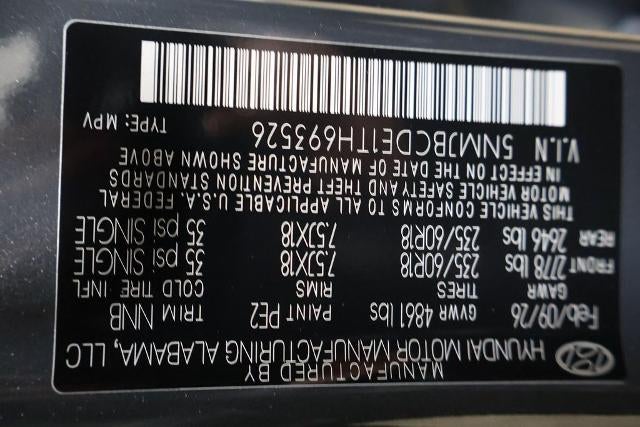 MANUFACTURED BY
HYUNDAI MOTOR MANUFACTURING ALABAMA, LLC
Feb/09/26 GVWR 4861 lbs PAINT PE2 TRIM NNB
GAWR TIRES RIMS COLD TIRE INFL
FRONT 2778 lbs 235/60R18 7.5JX18 35 psi SINGLE
REAR 2646 lbs 235/60R18 7.5JX18 35 psi SINGLE
THIS VEHICLE CONFORMS TO ALL APPLICABLE U.S.A. FEDERAL
MOTOR VEHICLE SAFETY AND THEFT PREVENTION STANDARDS
IN EFFECT ON THE DATE OF MANUFACTURE SHOWN ABOVE
V.I.N 5NMJBCDE1TH693526 TYPE: MPV